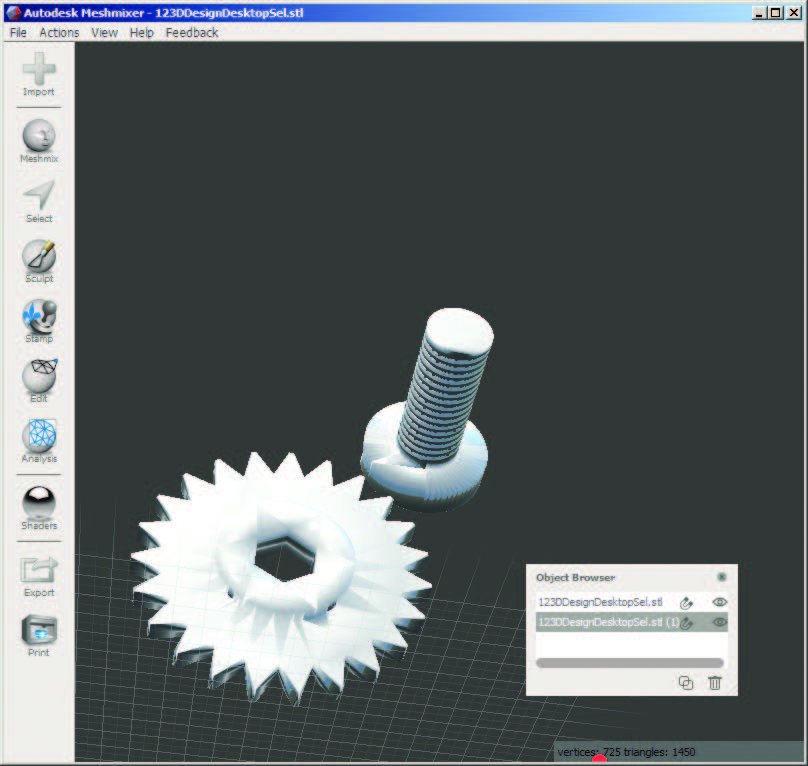 Autodesk Meshmixer - 123DDesignDesktopSel.stl
File Actions View Help Feedback
Import
Meshmix
Select
Sculpt
Stamp
Edit
Analysis
Shaders
Export
Print
Object Browser
123DDesignDesktopSel.stl
123DDesignDesktopSel.stl (1)
vertices: 725 triangles: 1450